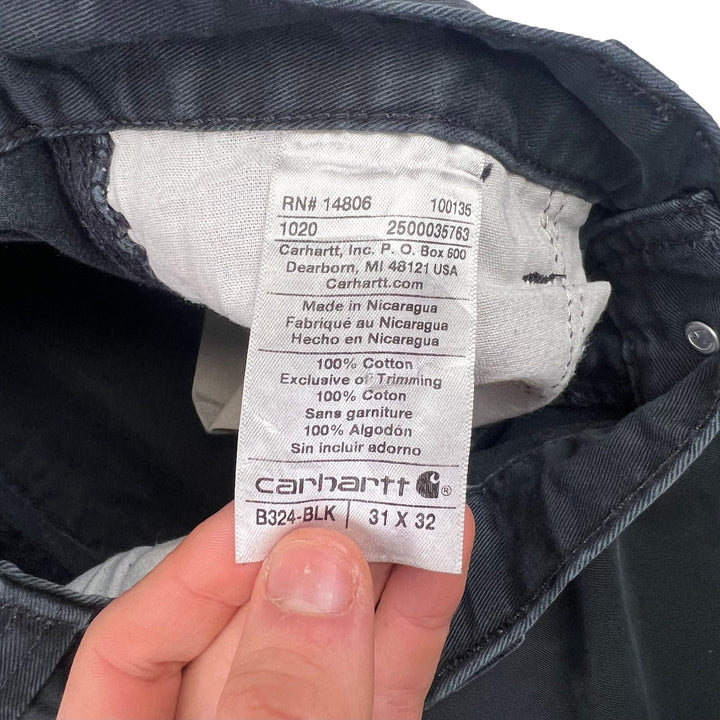 RN# 14806 100135
1020 2500035763
Carhartt, Inc. P. O. Box 600
Dearborn, MI 48121 USA
Carhartt.com
Made in Nicaragua
Fabriqué au Nicaragua
Hecho en Nicaragua
100% Cotton
Exclusive of Trimming
100% Coton
Sans garniture
100% Algodón
Sin incluir adorno
carhartt ®
B324-BLK | 31 X 32